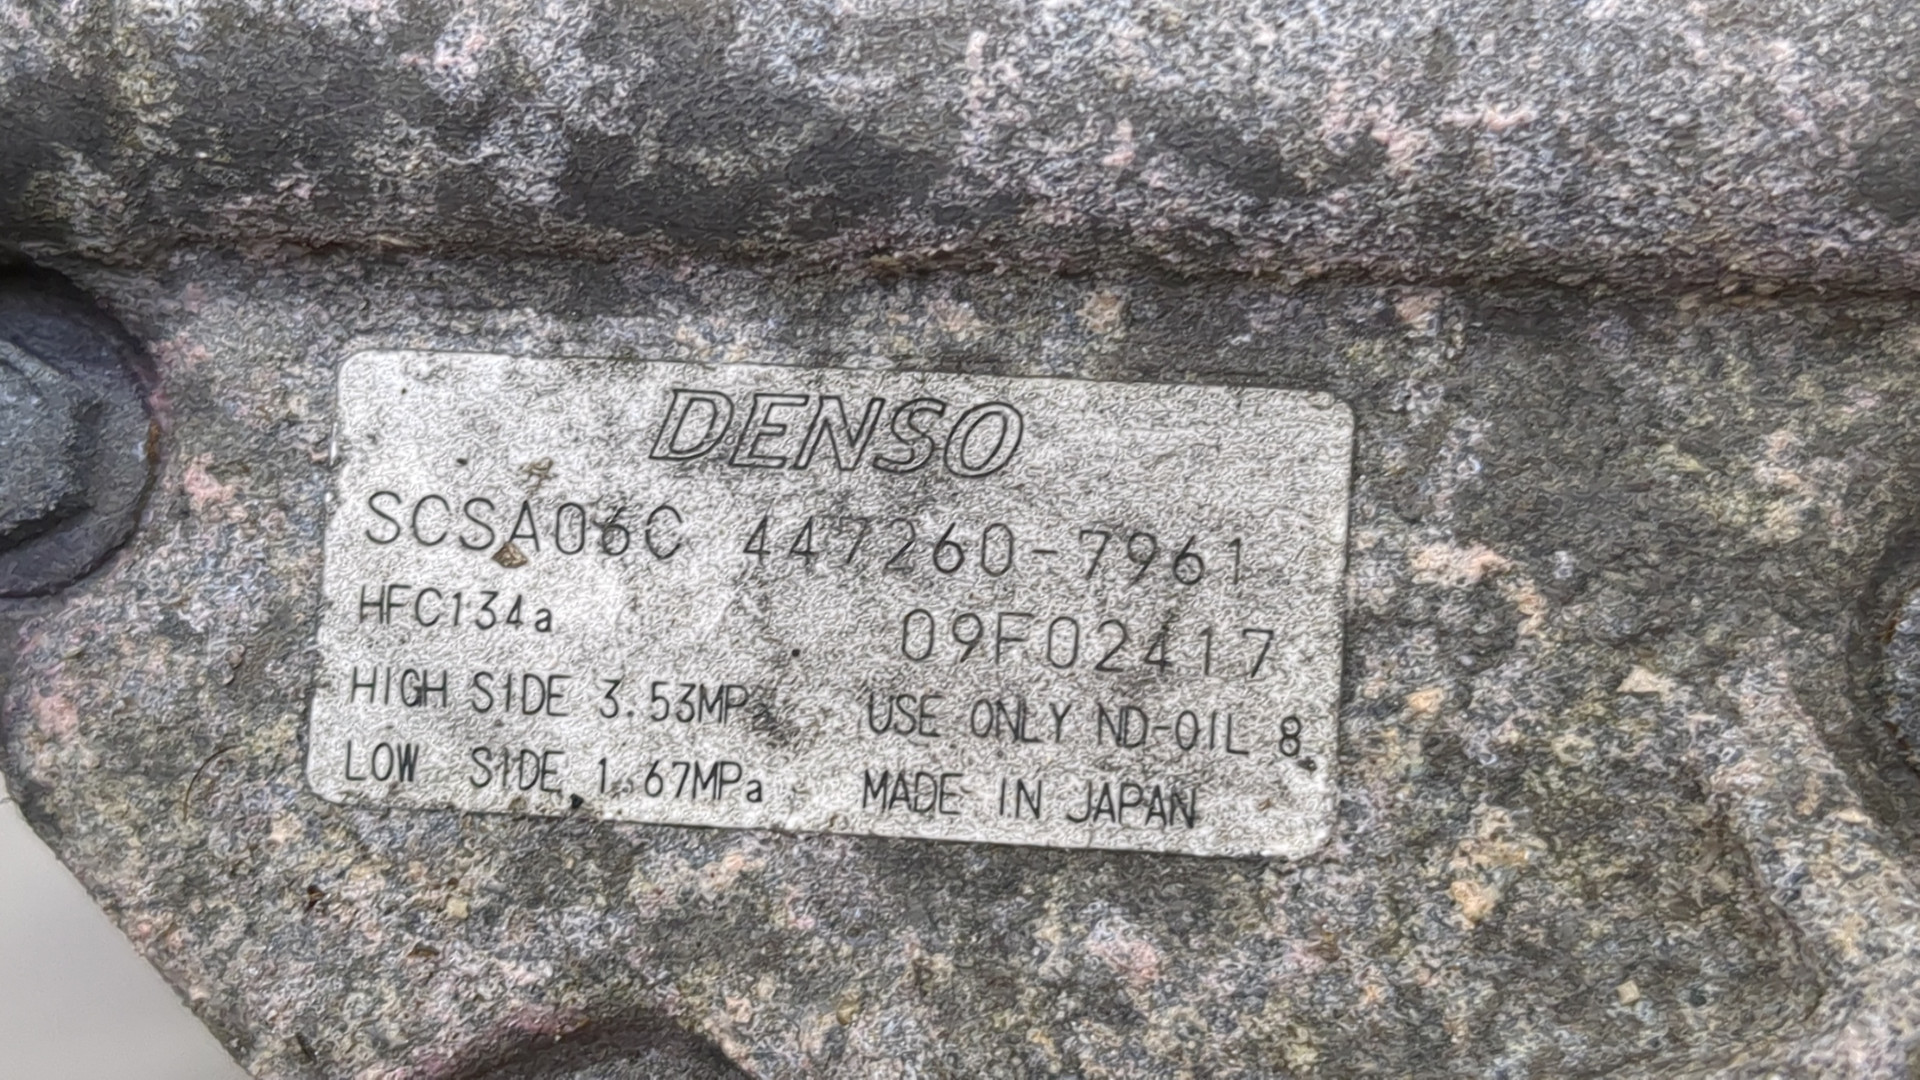 DENSO
SCSA06C 447260-7961
HFC134a 09F02417
HIGH SIDE 3.53MPa USE ONLY ND-OIL 8
LOW SIDE 1.67MPa MADE IN JAPAN